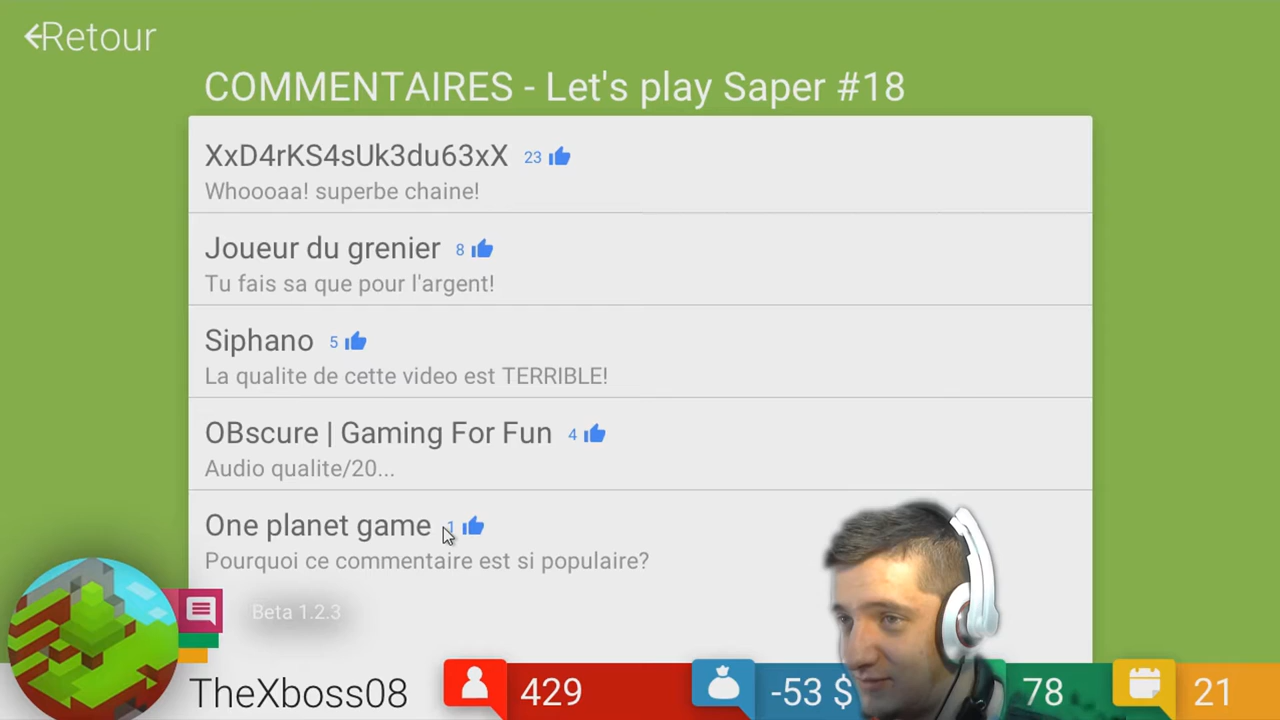 Retour
COMMENTAIRES - Let's play Saper #18
XxD4rKS4sUk3du63xX 23
Whoooaa! superbe chaine!
Joueur du grenier 8
Tu fais sa que pour l'argent!
Siphano 5
La qualite de cette video est TERRIBLE!
OBscure | Gaming For Fun 4
Audio qualite/20...
One planet game 1
Pourquoi ce commentaire est si populaire?
Beta 1.2.3
TheXboss08 429 -53 $ 78 21